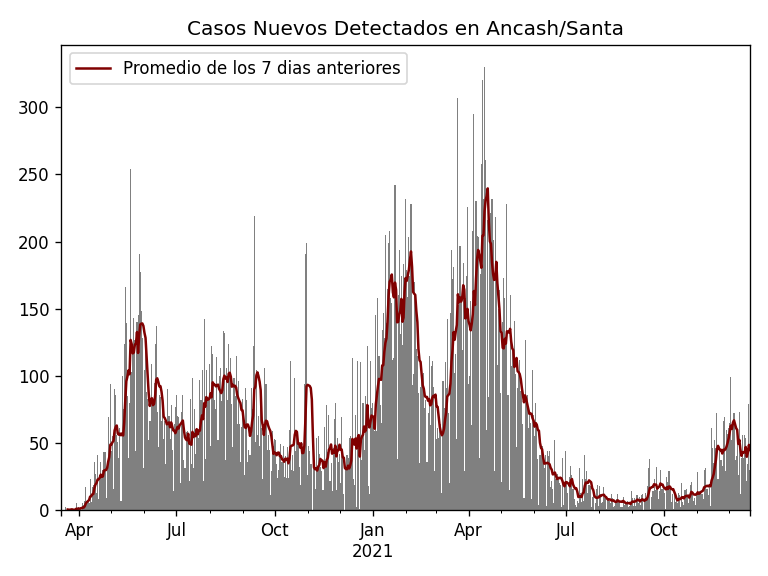 Casos Nuevos Detectados en Ancash/Santa
Promedio de los 7 dias anteriores
300
250
200
150
100
50
0
Apr Jul Oct Jan Apr Jul Oct
2021